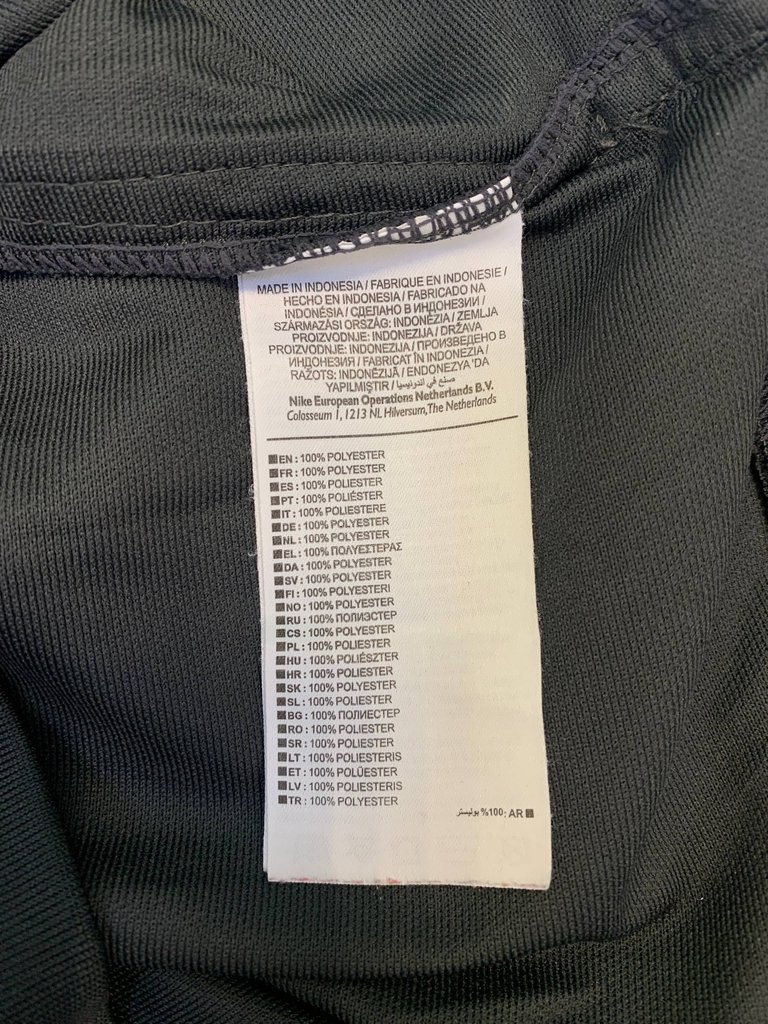 MADE IN INDONESIA / FABRIQUE EN INDONESIE /
HECHO EN INDONESIA / FABRICADO NA
INDONÉSIA / СДЕЛАНО В ИНДОНЕЗИИ /
SZÁRMAZÁSI ORSZÁG: INDONÉZIA / ZEMLJA
PROIZVODNJE: INDONEZIJA / DRŽAVA
PROIZVODNJE: INDONEZIJA / ПРОИЗВЕДЕНО В
ИНДОНЕЗИЯ / FABRICAT ÎN INDONEZIA /
RAŽOTS: INDONĒZIJĀ / ENDONEZYA 'DA
YAPILMIŞTIR / صنع في اندونيسيا
Nike European Operations Netherlands B.V.
Colosseum 1, 1213 NL Hilversum, The Netherlands
EN : 100% POLYESTER
FR : 100% POLYESTER
ES : 100% POLIESTER
PT : 100% POLIÉSTER
IT : 100% POLIESTERE
DE : 100% POLYESTER
NL : 100% POLYESTER
EL : 100% ΠΟΛΥΕΣΤΕΡΑΣ
DA : 100% POLYESTER
SV : 100% POLYESTER
FI : 100% POLYESTERI
NO : 100% POLYESTER
RU : 100% ПОЛИЭСТЕР
CS : 100% POLYESTER
PL : 100% POLIESTER
HU : 100% POLIÉSZTER
HR : 100% POLIESTER
SK : 100% POLYESTER
SL : 100% POLIESTER
BG : 100% ПОЛИЕСТЕР
RO : 100% POLIESTER
SR : 100% POLIESTER
LT : 100% POLIESTERIS
ET : 100% POLÜESTER
LV : 100% POLIESTERIS
TR : 100% POLYESTER
AR : 100% بوليستر